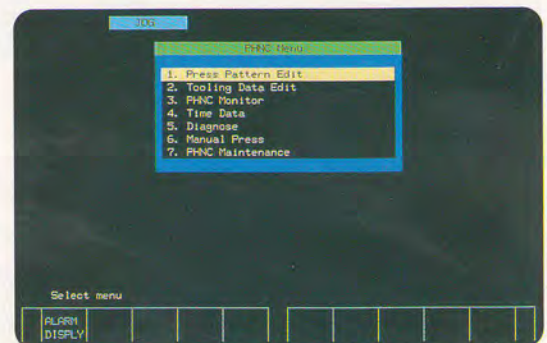 JOG
PHNC Menu
1. Press Pattern Edit
2. Tooling Data Edit
3. PHNC Monitor
4. Time Data
5. Diagnose
6. Manual Press
7. PHNC Maintenance
Select menu
ALARM
DISPLY